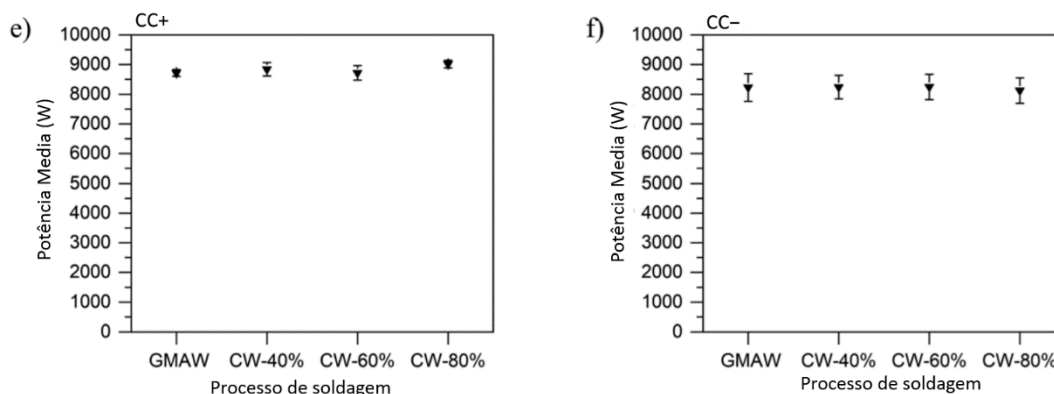 e)
CC+
10000
9000
8000
7000
6000
5000
4000
3000
2000
1000
0
Potência Media (W)
GMAW CW-40% CW-60% CW-80%
Processo de soldagem
f)
CC−
10000
9000
8000
7000
6000
5000
4000
3000
2000
1000
0
Potência Media (W)
GMAW CW-40% CW-60% CW-80%
Processo de soldagem